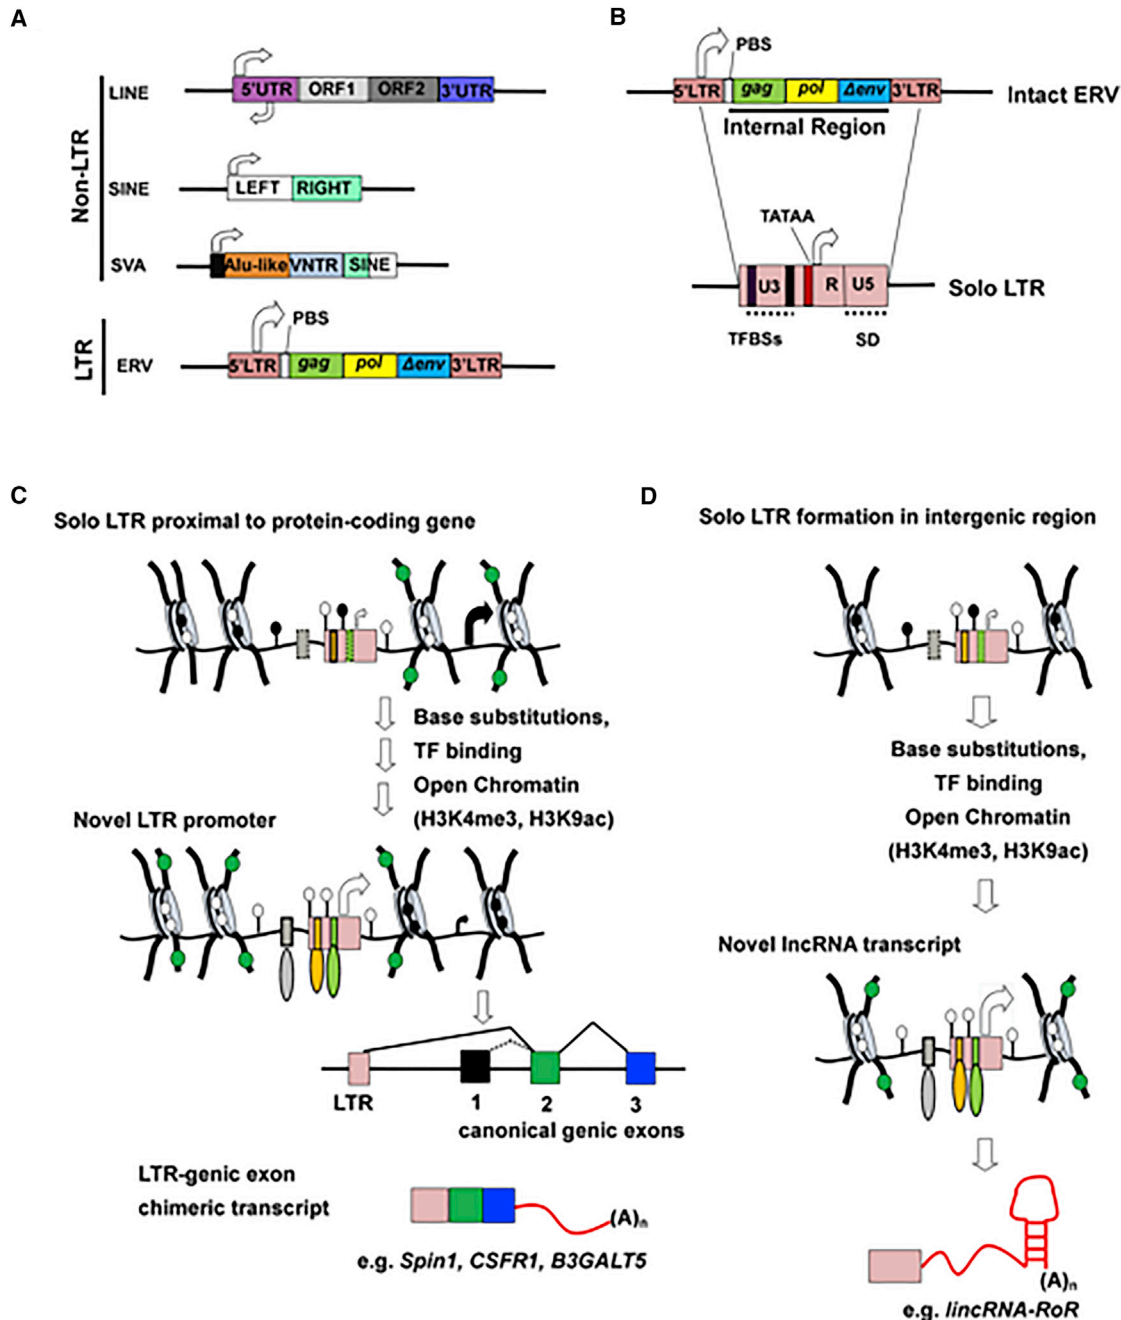 A
Non-LTR
LINE
5'UTR ORF1 ORF2 3'UTR
SINE
LEFT RIGHT
SVA
Alu-like VNTR SINE
LTR
PBS
ERV
5'LTR gag pol Δenv 3'LTR
B
PBS
5'LTR gag pol Δenv 3'LTR
Intact ERV
Internal Region
TATAA
U3 R U5
Solo LTR
TFBSs SD
C
Solo LTR proximal to protein-coding gene
Base substitutions,
TF binding
Open Chromatin
(H3K4me3, H3K9ac)
Novel LTR promoter
LTR 1 2 3
canonical genic exons
LTR-genic exon
chimeric transcript
(A)n
e.g. Spin1, CSFR1, B3GALT5
D
Solo LTR formation in intergenic region
Base substitutions,
TF binding
Open Chromatin
(H3K4me3, H3K9ac)
Novel lncRNA transcript
(A)n
e.g. lincRNA-RoR